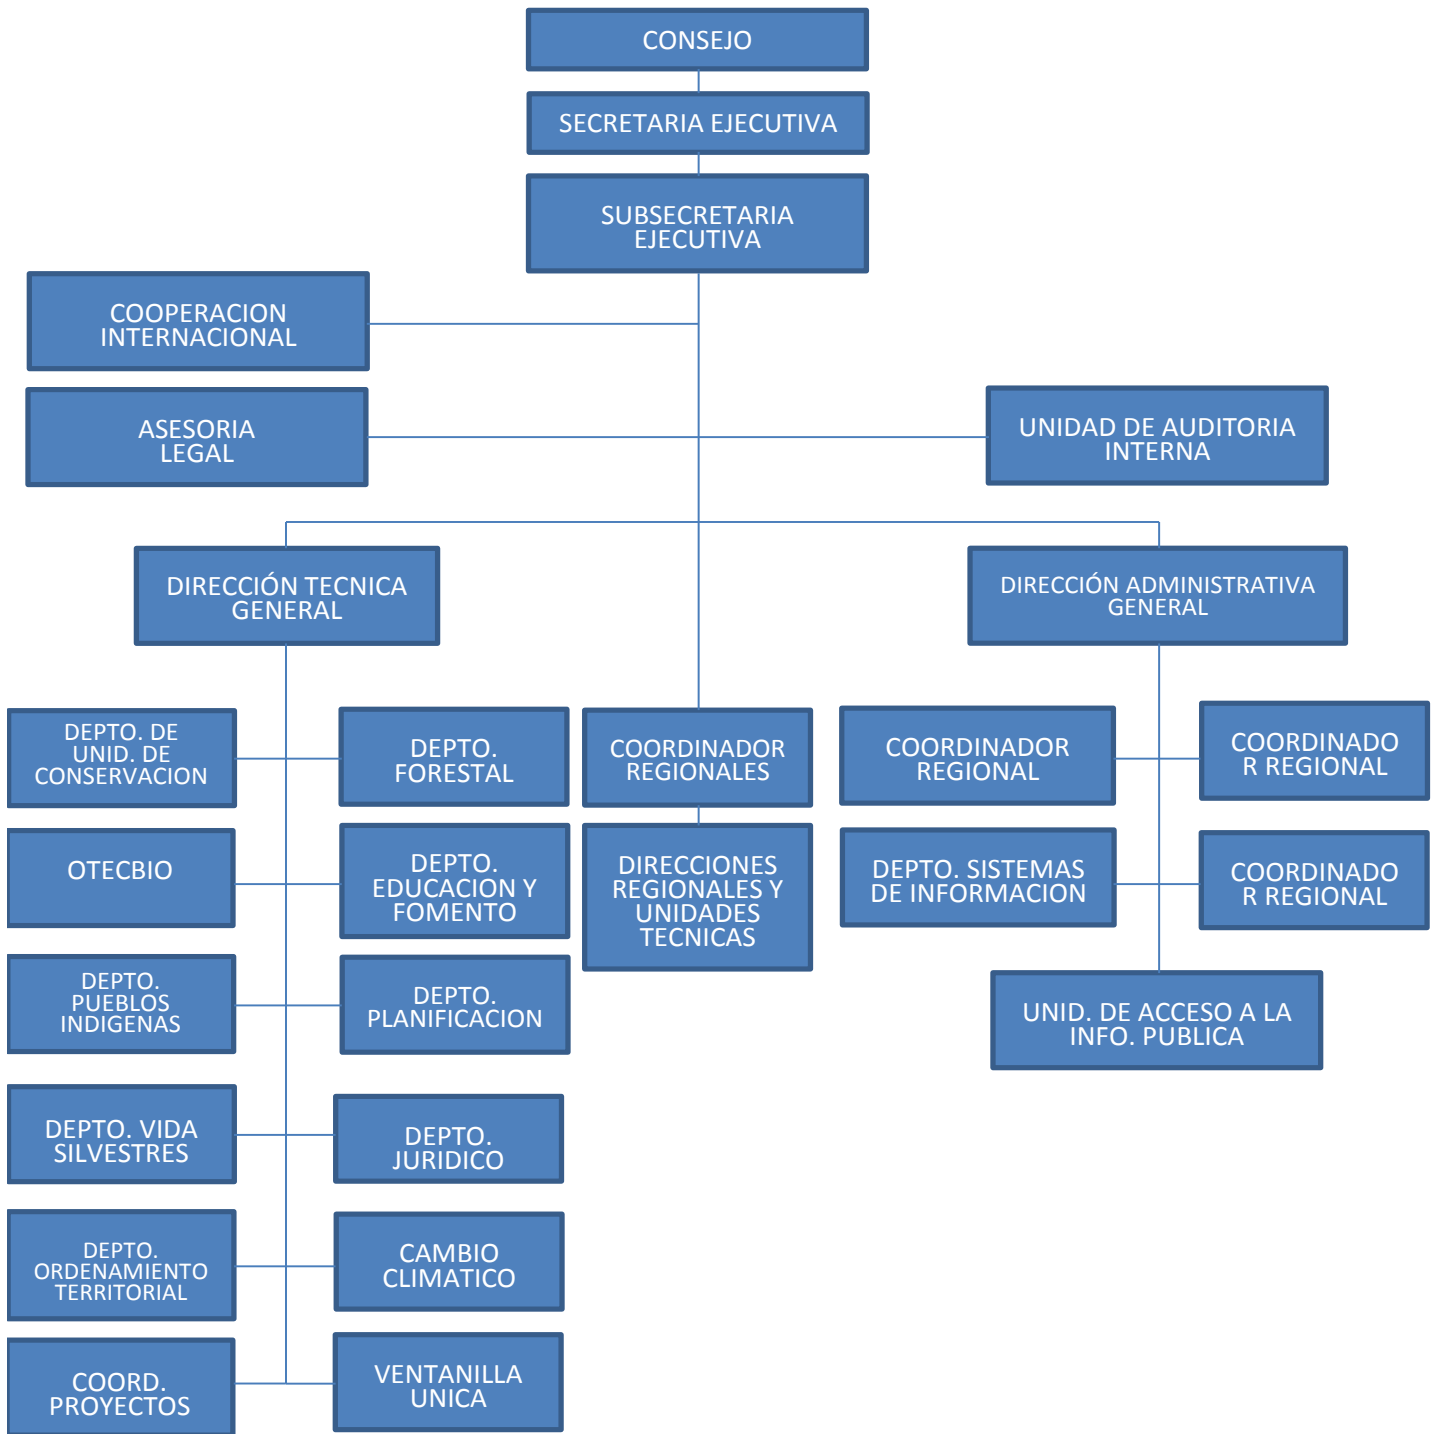 CONSEJO
SECRETARIA EJECUTIVA
SUBSECRETARIA
EJECUTIVA
COOPERACION
INTERNACIONAL
ASESORIA
LEGAL
UNIDAD DE AUDITORIA
INTERNA
DIRECCIÓN TECNICA
GENERAL
DIRECCIÓN ADMINISTRATIVA
GENERAL
DEPTO. DE
UNID. DE
CONSERVACION
DEPTO.
FORESTAL
COORDINADOR
REGIONALES
COORDINADOR
REGIONAL
COORDINADO
R REGIONAL
OTECBIO
DEPTO.
EDUCACION Y
FOMENTO
DIRECCIONES
REGIONALES Y
UNIDADES
TECNICAS
DEPTO. SISTEMAS
DE INFORMACION
COORDINADO
R REGIONAL
DEPTO.
PUEBLOS
INDIGENAS
DEPTO.
PLANIFICACION
UNID. DE ACCESO A LA
INFO. PUBLICA
DEPTO. VIDA
SILVESTRES
DEPTO.
JURIDICO
DEPTO.
ORDENAMIENTO
TERRITORIAL
CAMBIO
CLIMATICO
COORD.
PROYECTOS
VENTANILLA
UNICA